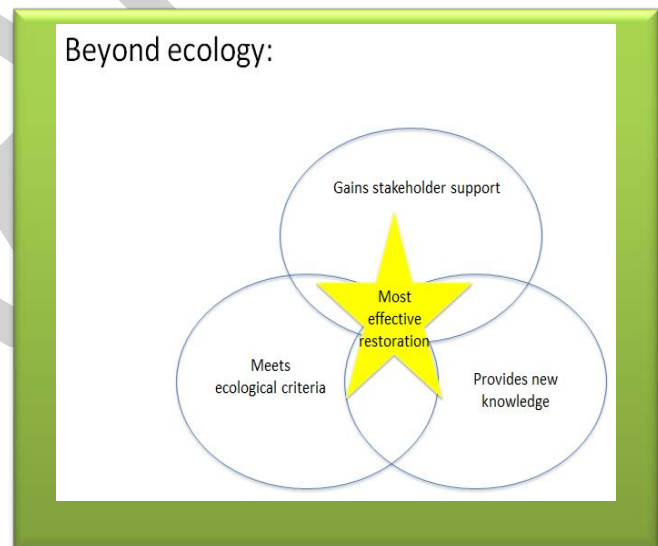 Beyond ecology:
Gains stakeholder support
Most
effective
restoration
Meets
ecological criteria
Provides new
knowledge